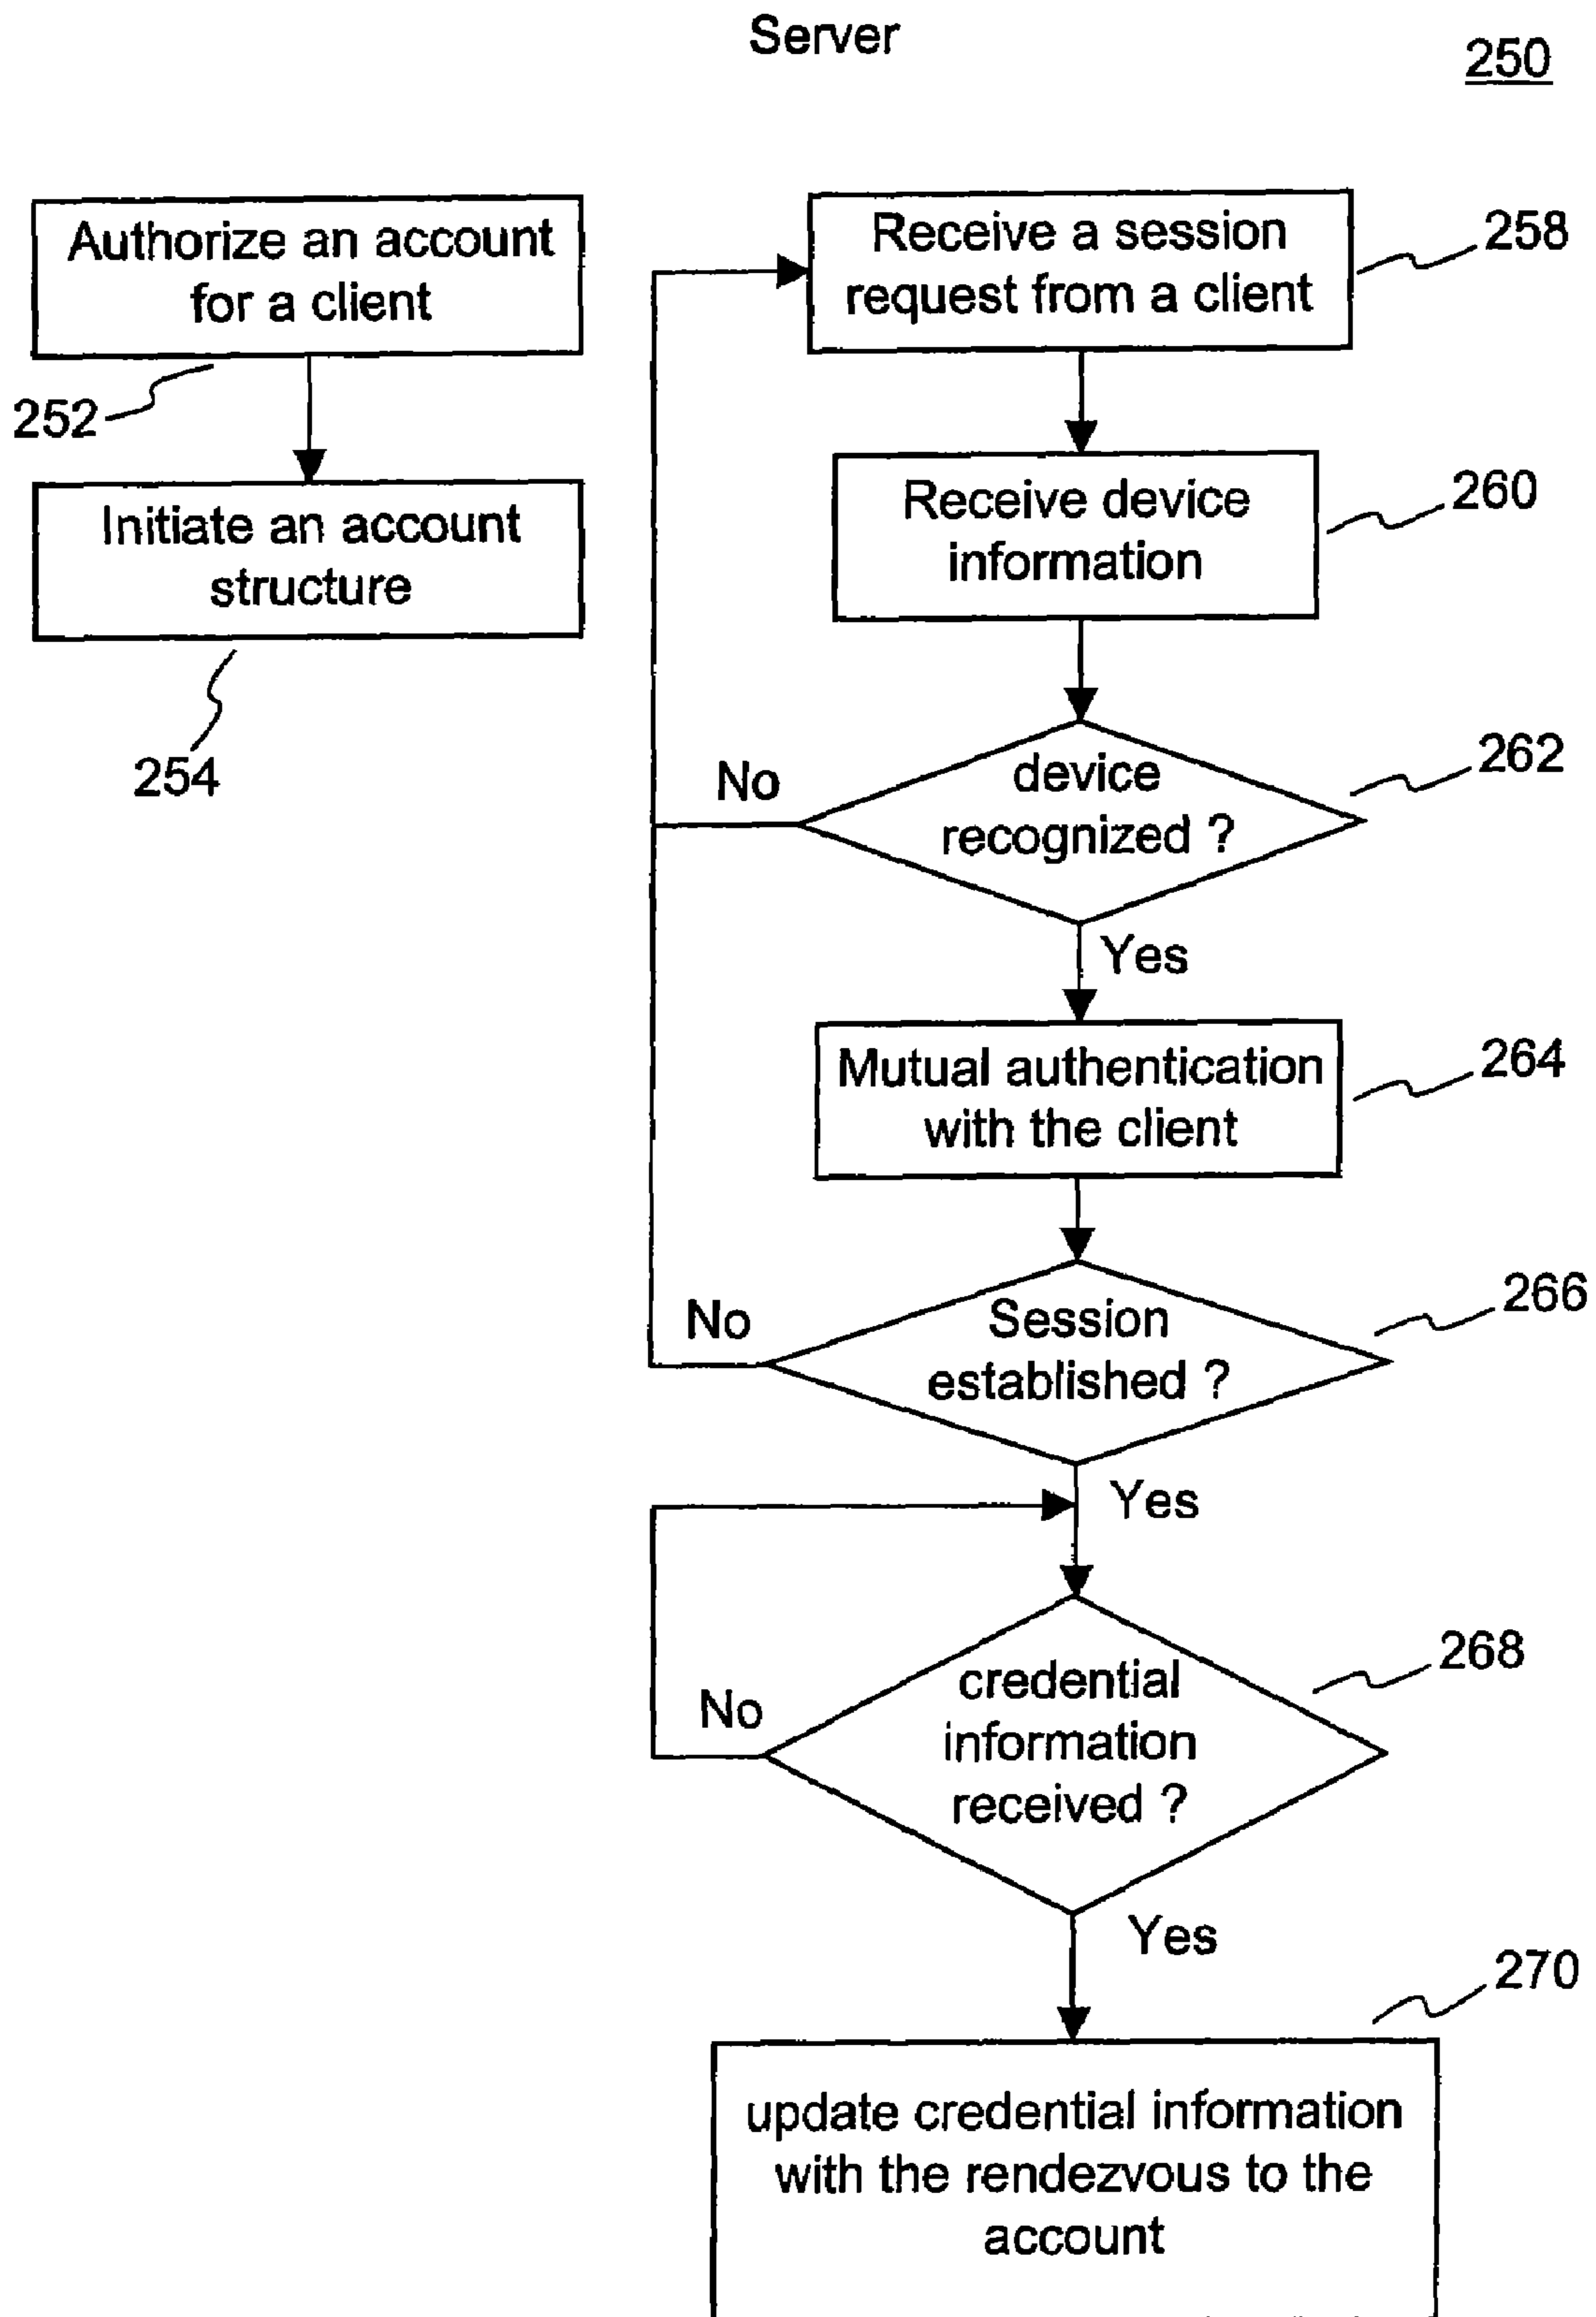 Server
250
Authorize an account
for a client
252
Initiate an account
structure
254
Receive a session
request from a client
258
Receive device
information
260
device
recognized ?
262
No
Yes
Mutual authentication
with the client
264
Session
established ?
266
No
Yes
credential
information
received ?
268
No
Yes
270
update credential information
with the rendezvous to the
account